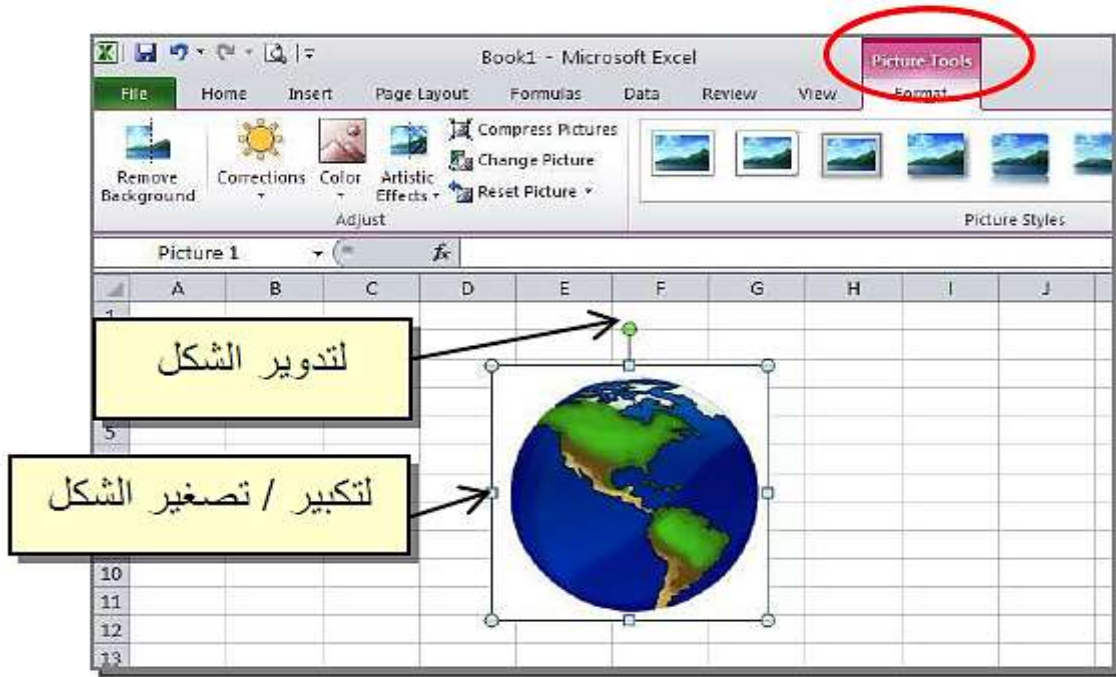 Book1 - Microsoft Excel
Picture Tools
File Home Insert Page Layout Formulas Data Review View Format
Remove Background
Corrections
Color
Artistic Effects
Compress Pictures
Change Picture
Reset Picture
Adjust
Picture Styles
Picture 1
fx
A B C D E F G H I J
1
لتدوير الشكل
5
لتكبير / تصغير الشكل
10
11
12
13